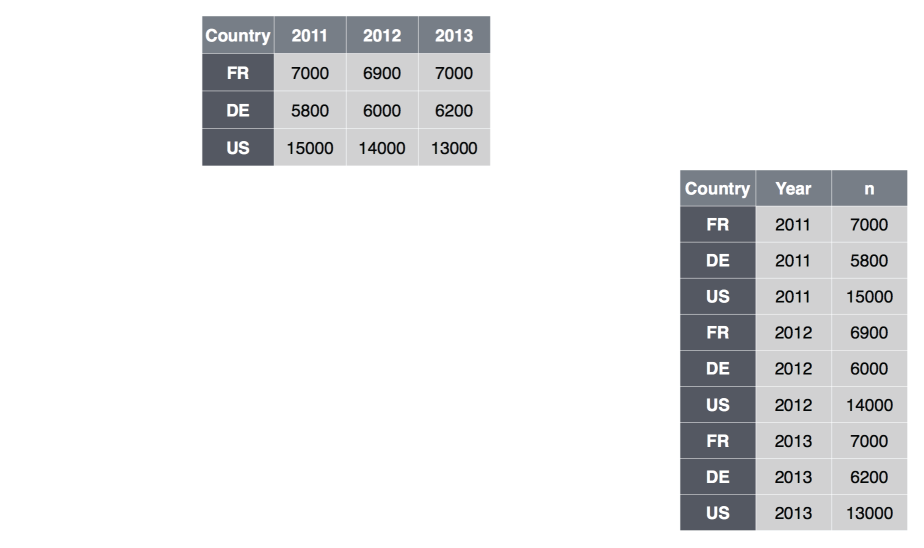 Country 2011 2012 2013
FR 7000 6900 7000
DE 5800 6000 6200
US 15000 14000 13000
Country Year n
FR 2011 7000
DE 2011 5800
US 2011 15000
FR 2012 6900
DE 2012 6000
US 2012 14000
FR 2013 7000
DE 2013 6200
US 2013 13000